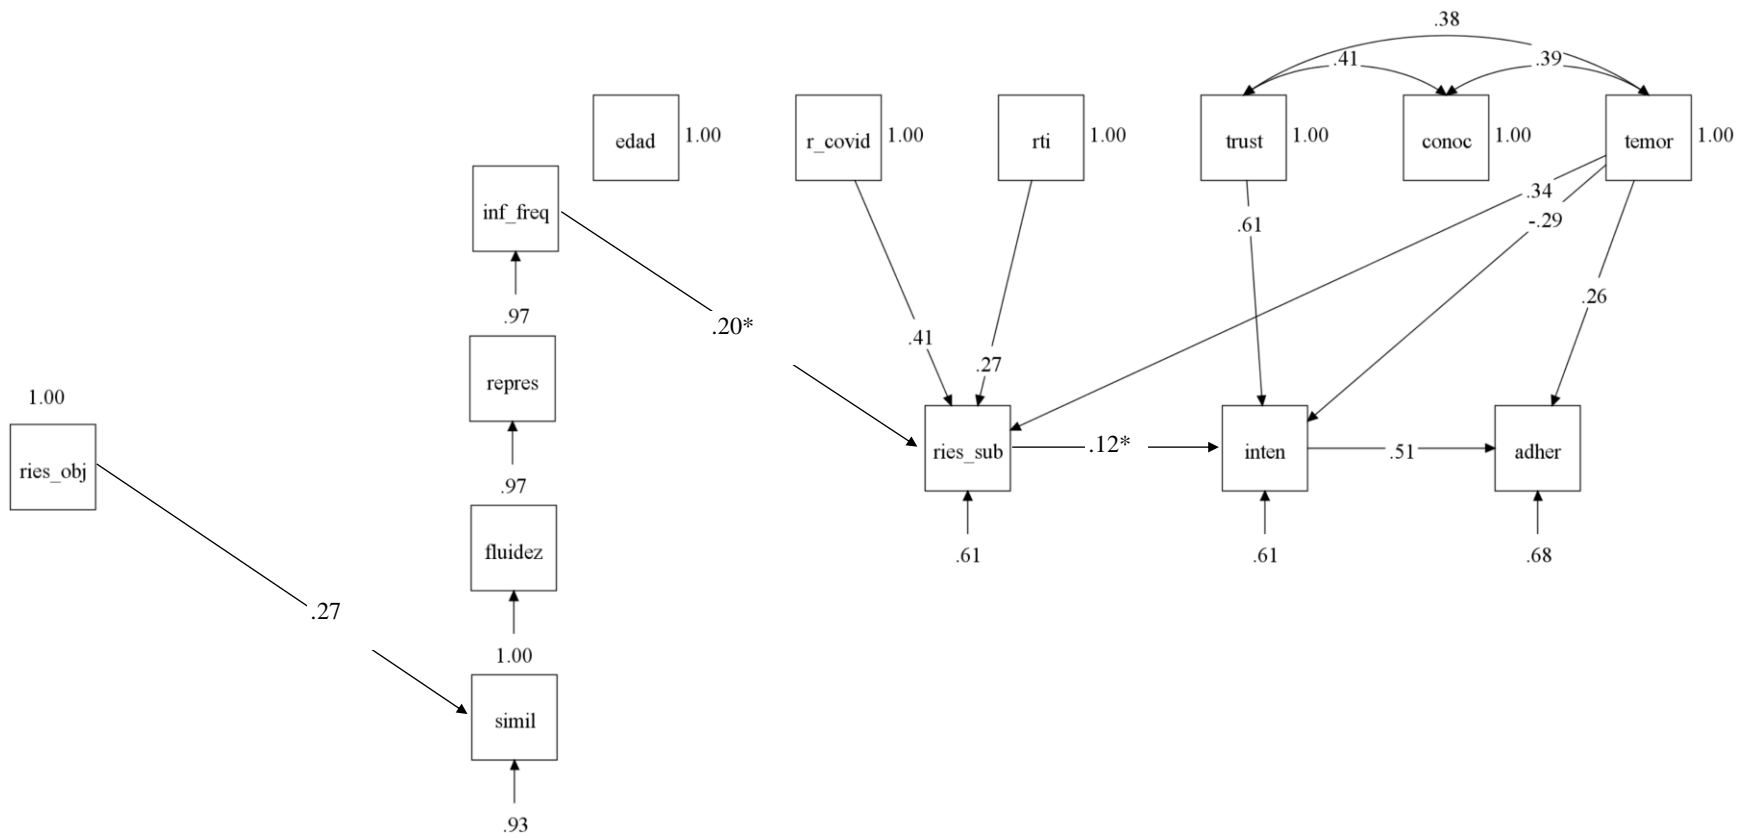 .38
.41
.39
edad
1.00
r_covid
1.00
rti
1.00
trust
1.00
conoc
1.00
temor
1.00
inf_freq
.34
-.29
.61
.26
.97
.20*
.41
.27
repres
1.00
ries_obj
ries_sub
.12*
inten
.51
adher
.97
fluidez
.61
.61
.68
.27
1.00
simil
.93